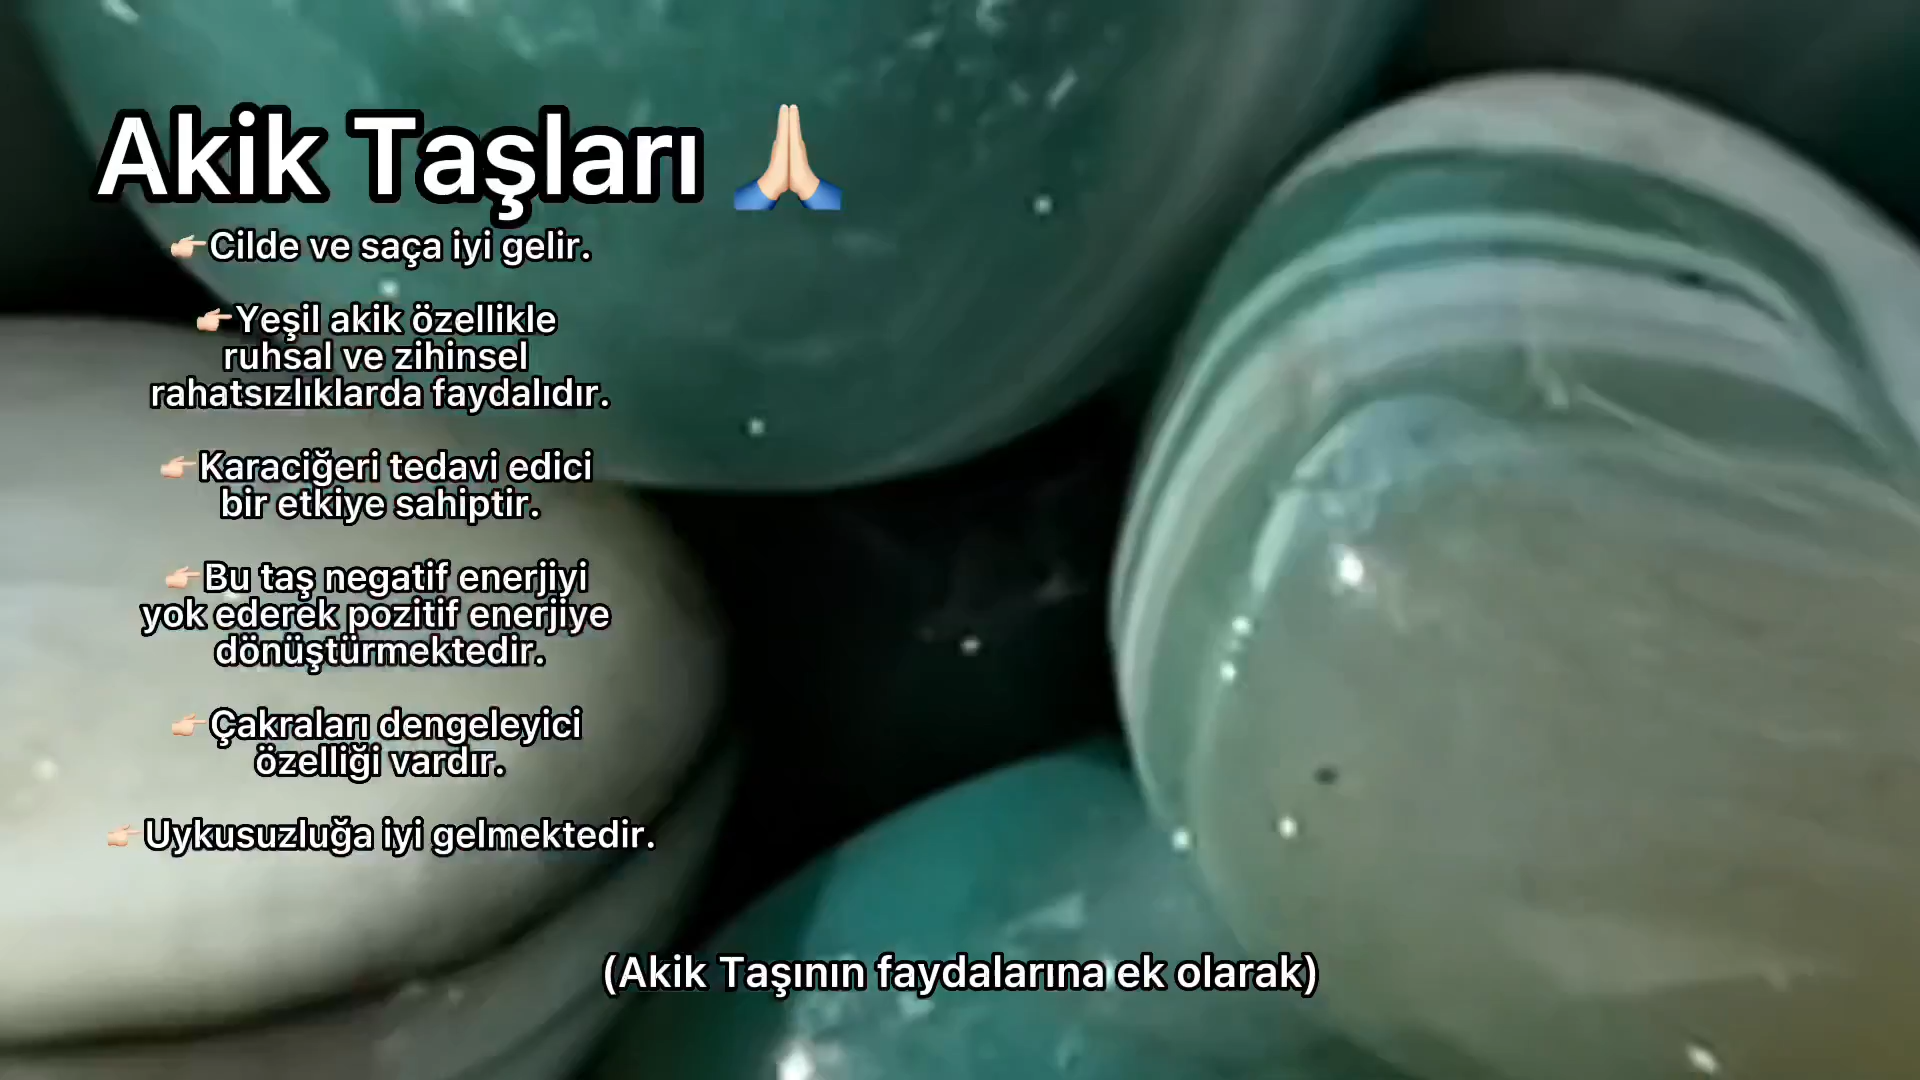 Akik Taşları 🙏🏻
👉🏻Cilde ve saça iyi gelir.
👉🏻Yeşil akik özellikle
ruhsal ve zihinsel
rahatsızlıklarda faydalıdır.
👉🏻Karaciğeri tedavi edici
bir etkiye sahiptir.
👉🏻Bu taş negatif enerjiyi
yok ederek pozitif enerjiye
dönüştürmektedir.
👉🏻Çakraları dengeleyici
özelliği vardır.
👉🏻Uykusuzluğa iyi gelmektedir.
(Akik Taşının faydalarına ek olarak)